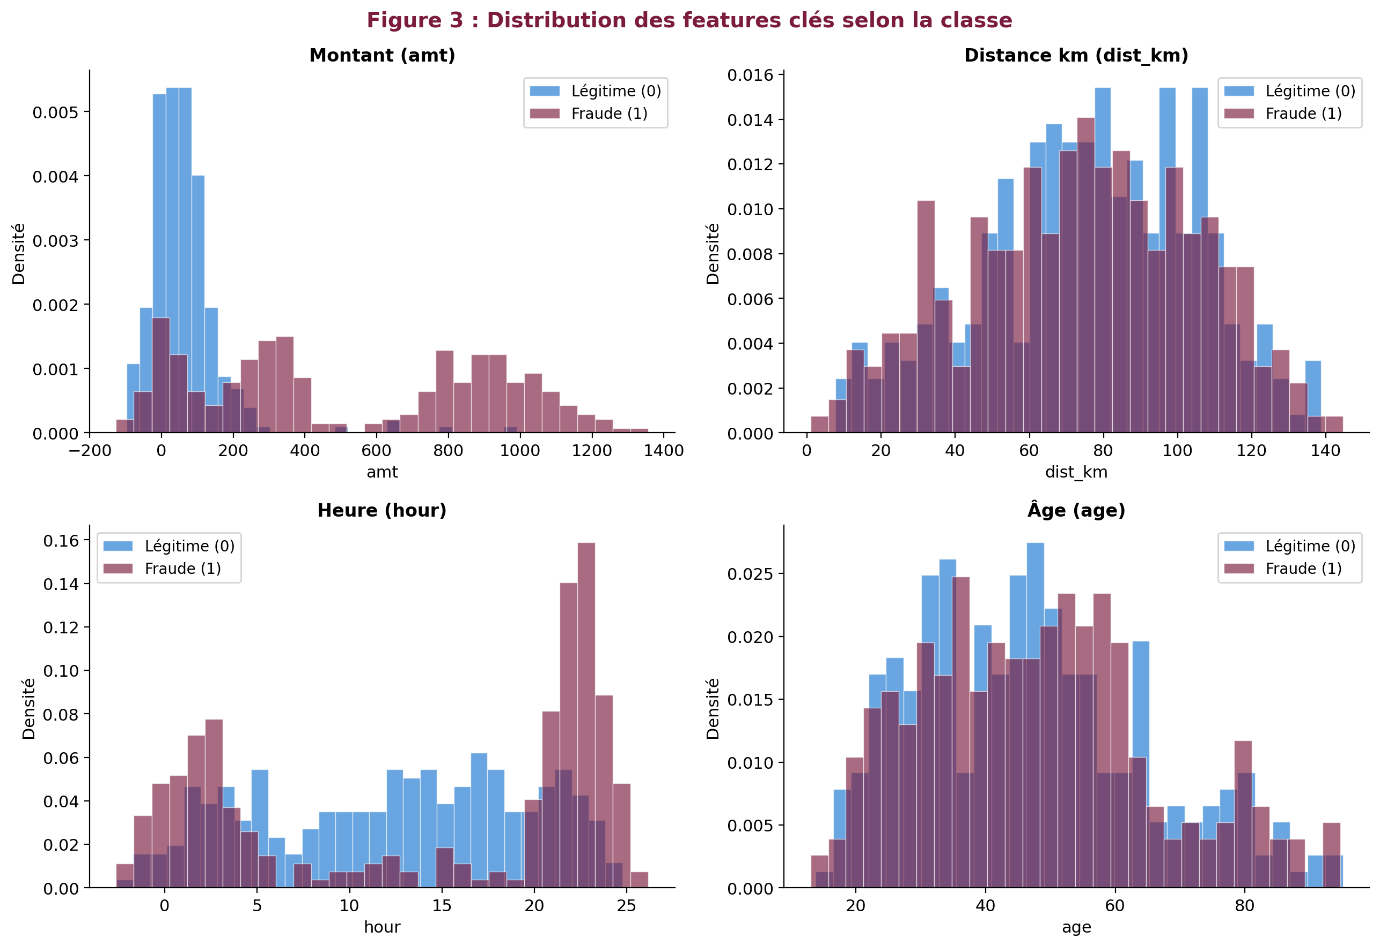 Figure 3 : Distribution des features clés selon la classe
Montant (amt)
Légitime (0)
Fraude (1)
0.005
0.004
0.003
0.002
0.001
0.000
Densité
−200 0 200 400 600 800 1000 1200 1400
amt
Distance km (dist_km)
Légitime (0)
Fraude (1)
0.016
0.014
0.012
0.010
0.008
0.006
0.004
0.002
0.000
Densité
0 20 40 60 80 100 120 140
dist_km
Heure (hour)
Légitime (0)
Fraude (1)
0.16
0.14
0.12
0.10
0.08
0.06
0.04
0.02
0.00
Densité
0 5 10 15 20 25
hour
Âge (age)
Légitime (0)
Fraude (1)
0.025
0.020
0.015
0.010
0.005
0.000
Densité
20 40 60 80
age